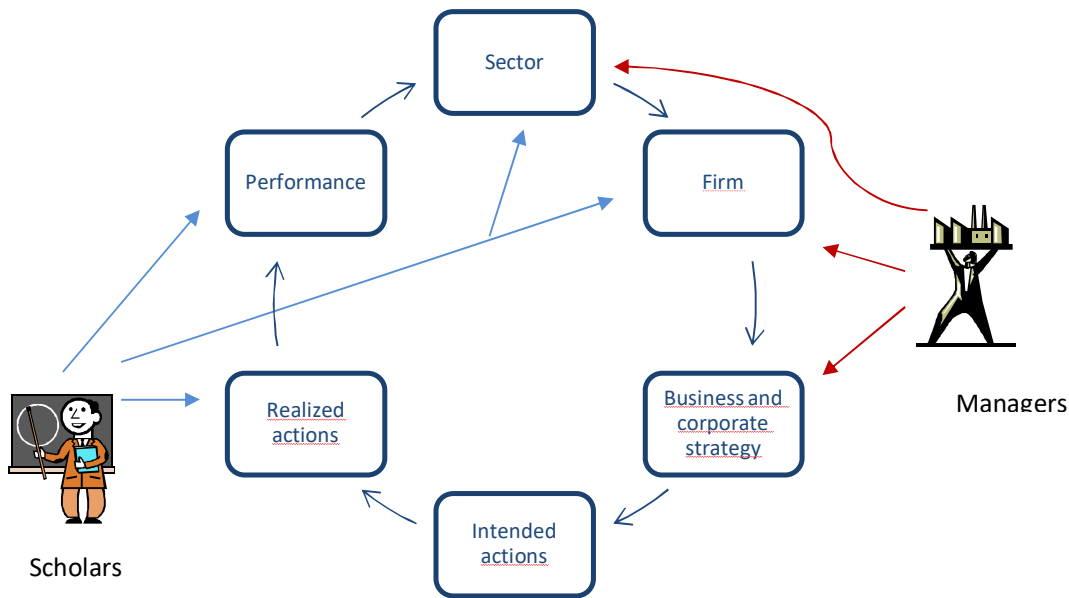 Sector
Performance
Firm
Realized
actions
Business and
corporate
strategy
Managers
Intended
actions
Scholars